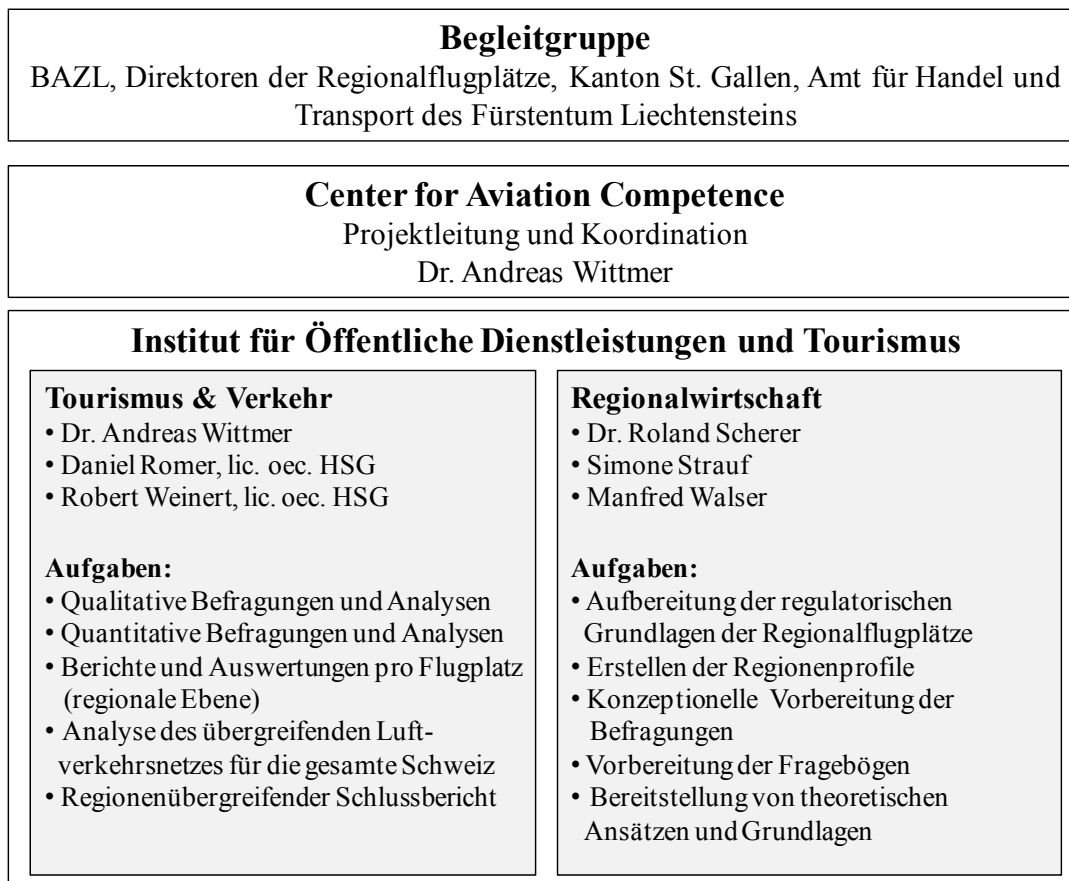 Begleitgruppe
BAZL, Direktoren der Regionalflugplätze, Kanton St. Gallen, Amt für Handel und
Transport des Fürstentum Liechtensteins
Center for Aviation Competence
Projektleitung und Koordination
Dr. Andreas Wittmer
Institut für Öffentliche Dienstleistungen und Tourismus
Tourismus & Verkehr
• Dr. Andreas Wittmer
• Daniel Romer, lic. oec. HSG
• Robert Weinert, lic. oec. HSG
Aufgaben:
• Qualitative Befragungen und Analysen
• Quantitative Befragungen und Analysen
• Berichte und Auswertungen pro Flugplatz
(regionale Ebene)
• Analyse des übergreifenden Luft-
verkehrsnetzes für die gesamte Schweiz
• Regionenübergreifender Schlussbericht
Regionalwirtschaft
• Dr. Roland Scherer
• Simone Strauf
• Manfred Walser
Aufgaben:
• Aufbereitung der regulatorischen
Grundlagen der Regionalflugplätze
• Erstellen der Regionenprofile
• Konzeptionelle Vorbereitung der
Befragungen
• Vorbereitung der Fragebögen
• Bereitstellung von theoretischen
Ansätzen und Grundlagen